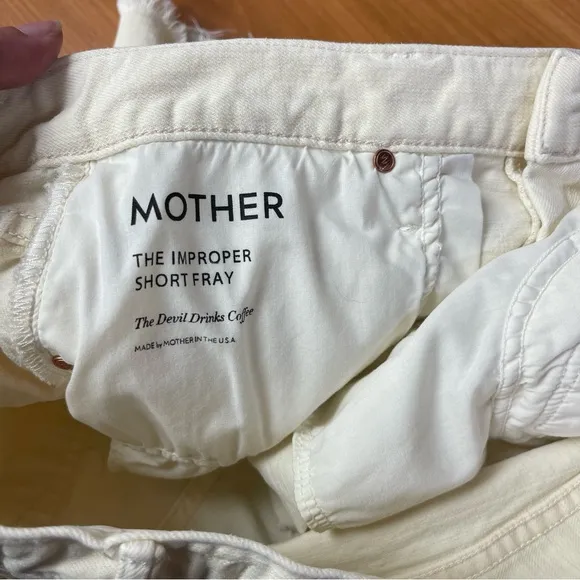 MOTHER
THE IMPROPER
SHORT FRAY
The Devil Drinks Coffee
MADE by MOTHER IN THE U.S.A.